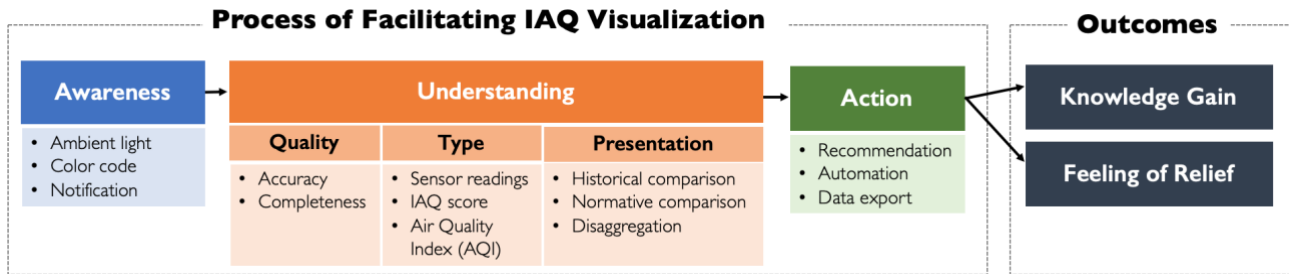 Process of Facilitating IAQ Visualization
Outcomes
Awareness
• Ambient light
• Color code
• Notification
Understanding
Quality
• Accuracy
• Completeness
Type
• Sensor readings
• IAQ score
• Air Quality
Index (AQI)
Presentation
• Historical comparison
• Normative comparison
• Disaggregation
Action
• Recommendation
• Automation
• Data export
Knowledge Gain
Feeling of Relief